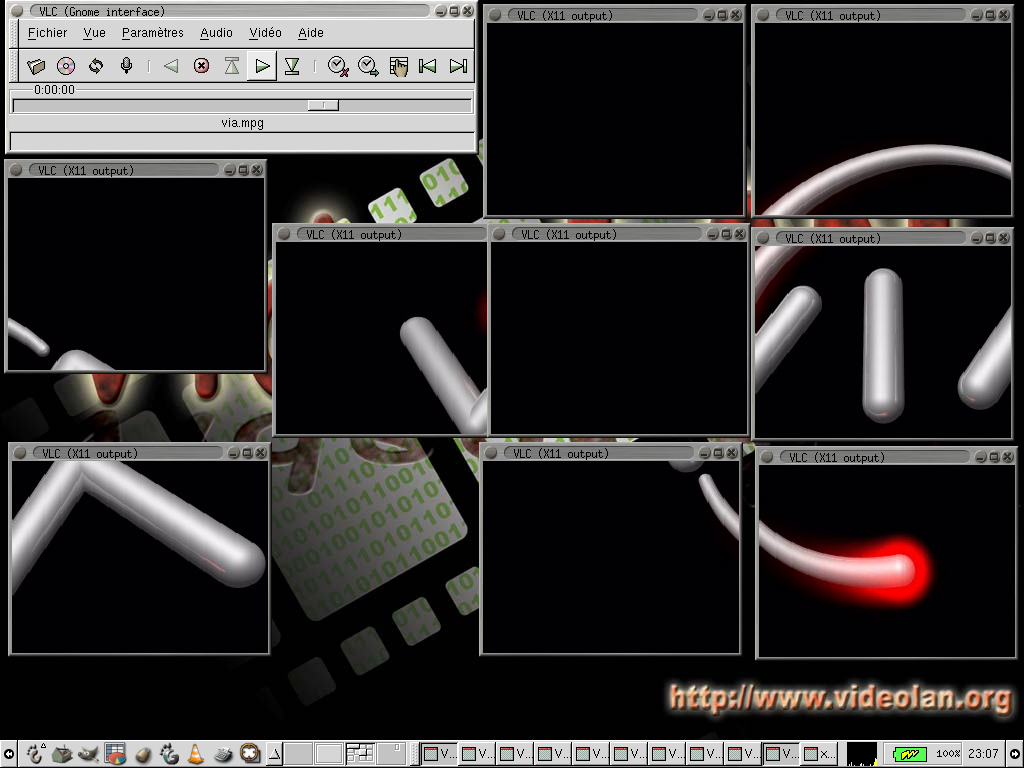 VLC (Gnome interface)
Fichier Vue Paramètres Audio Vidéo Aide
0:00:00
via.mpg
VLC (X11 output)
VLC (X11 output)
VLC (X11 output)
VLC (X11 output)
VLC (X11 output)
VLC (X11 output)
VLC (X11 output)
VLC (X11 output)
VLC (X11 output)
http://www.videolan.org
V... V... V... V... V... V... V... V... V... V... x... 100% 23:07